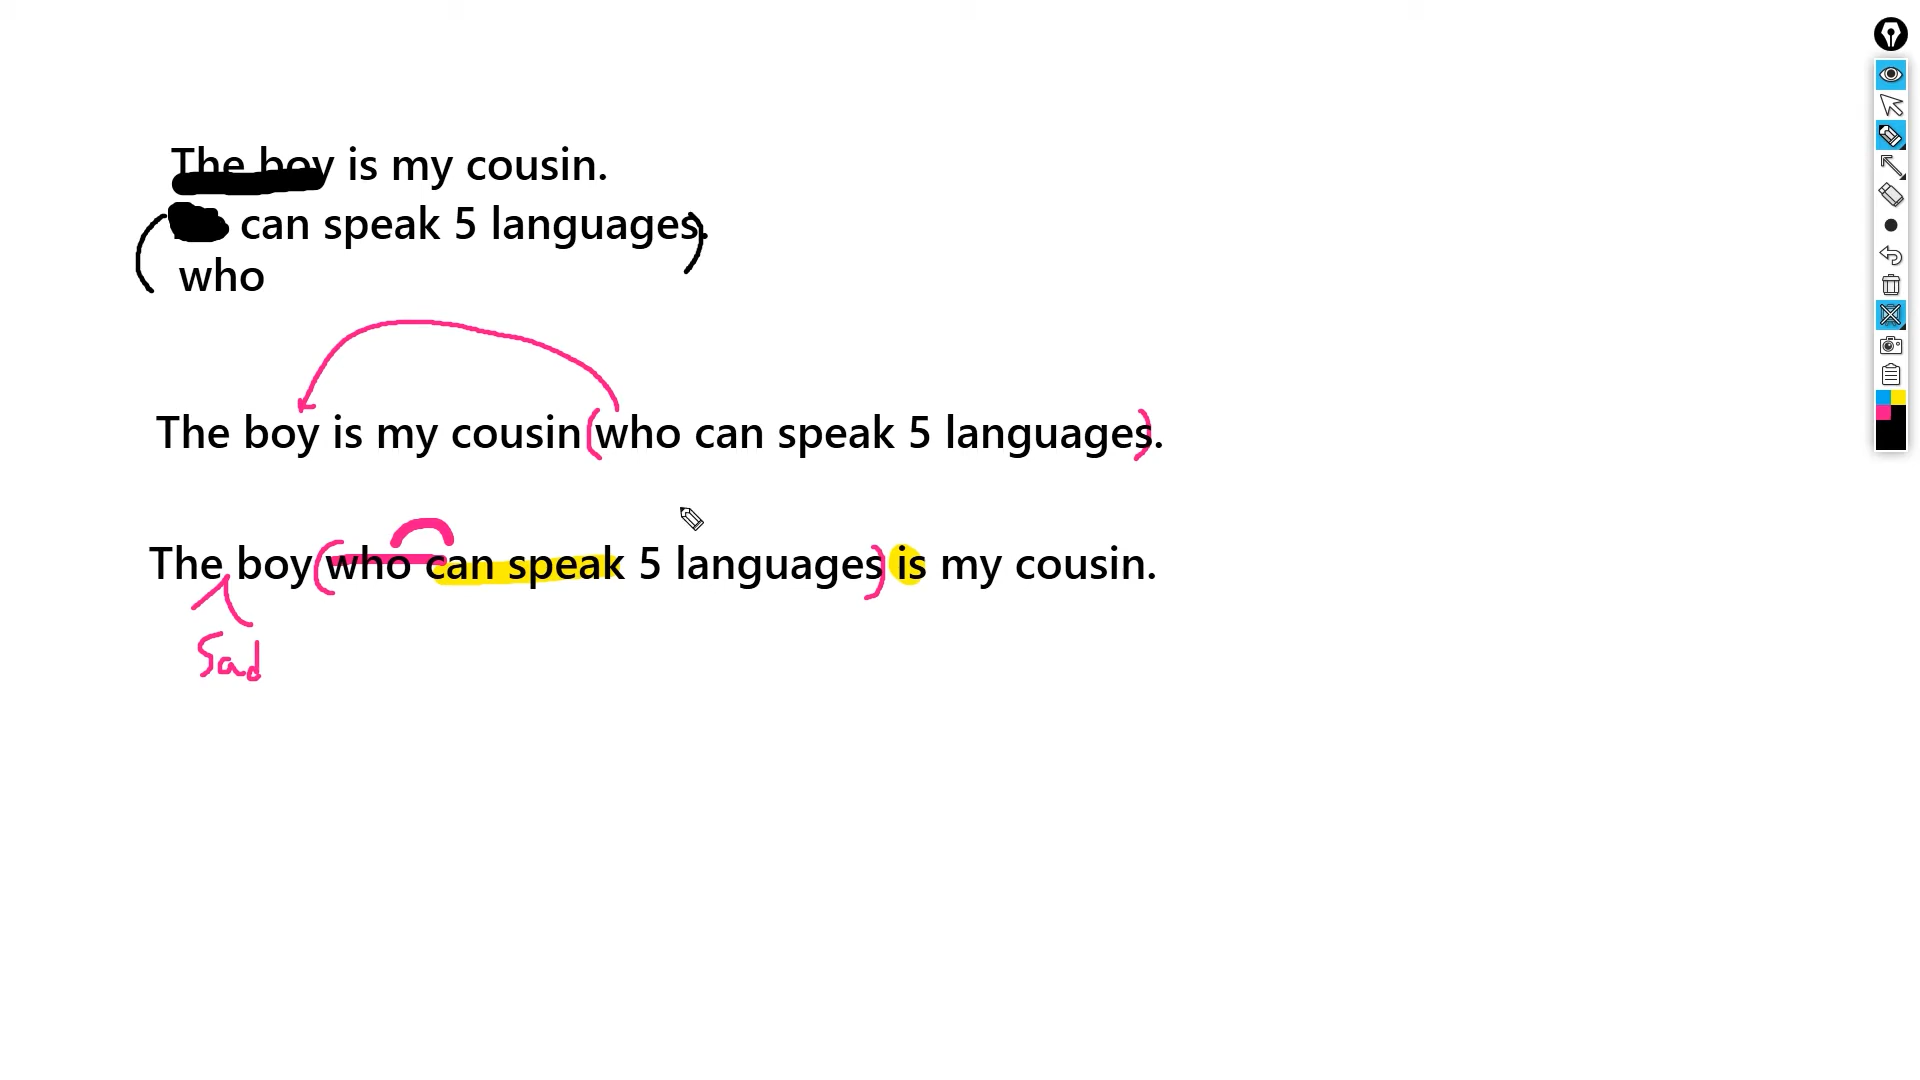 The boy is my cousin.
can speak 5 languages.
who
The boy is my cousin who can speak 5 languages.
The boy (who can speak 5 languages) is my cousin.
Sad